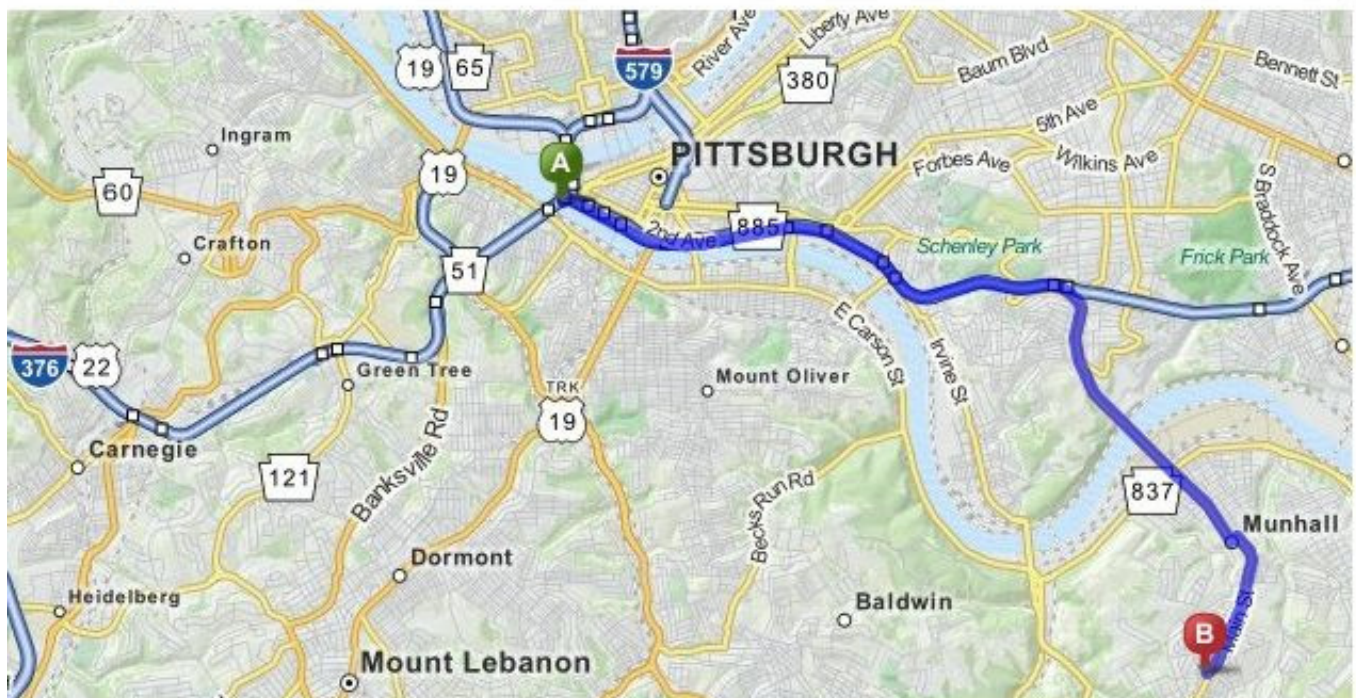 19
65
579
River Ave
Liberty Ave
380
Baum Blvd
Bennett St
Ingram
5th Ave
A
PITTSBURGH
Forbes Ave
Wilkins Ave
S Braddock Ave
19
60
885
2nd Ave
Crafton
Schenley Park
Frick Park
51
E Carson St
Irvine St
376
22
Green Tree
Mount Oliver
TRK
19
Carnegie
121
Banksville Rd
Becks Run Rd
837
Munhall
Dormont
Heidelberg
Baldwin
B
Main St
Mount Lebanon